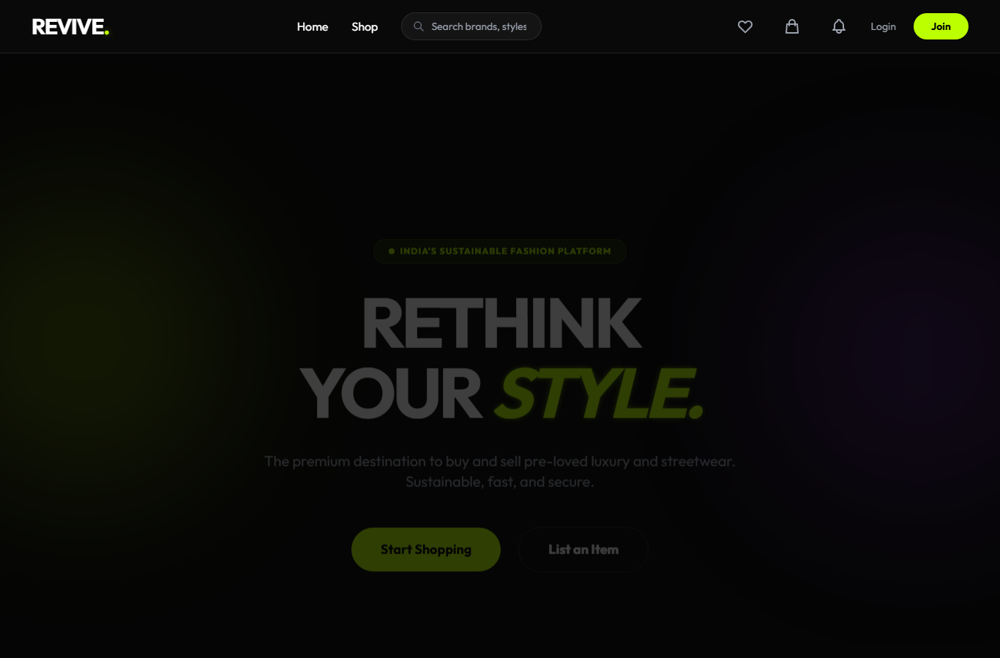 REVIVE.
Home
Shop
Search brands, styles
Login
Join
INDIA'S SUSTAINABLE FASHION PLATFORM
RETHINK
YOUR STYLE.
The premium destination to buy and sell pre-loved luxury and streetwear.
Sustainable, fast, and secure.
Start Shopping
List an Item